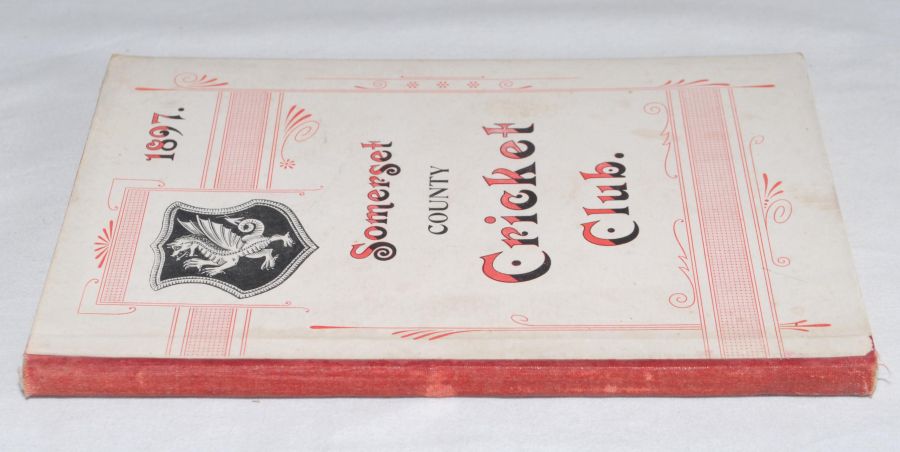 1897.
Somerset
COUNTY
Cricket
Club.